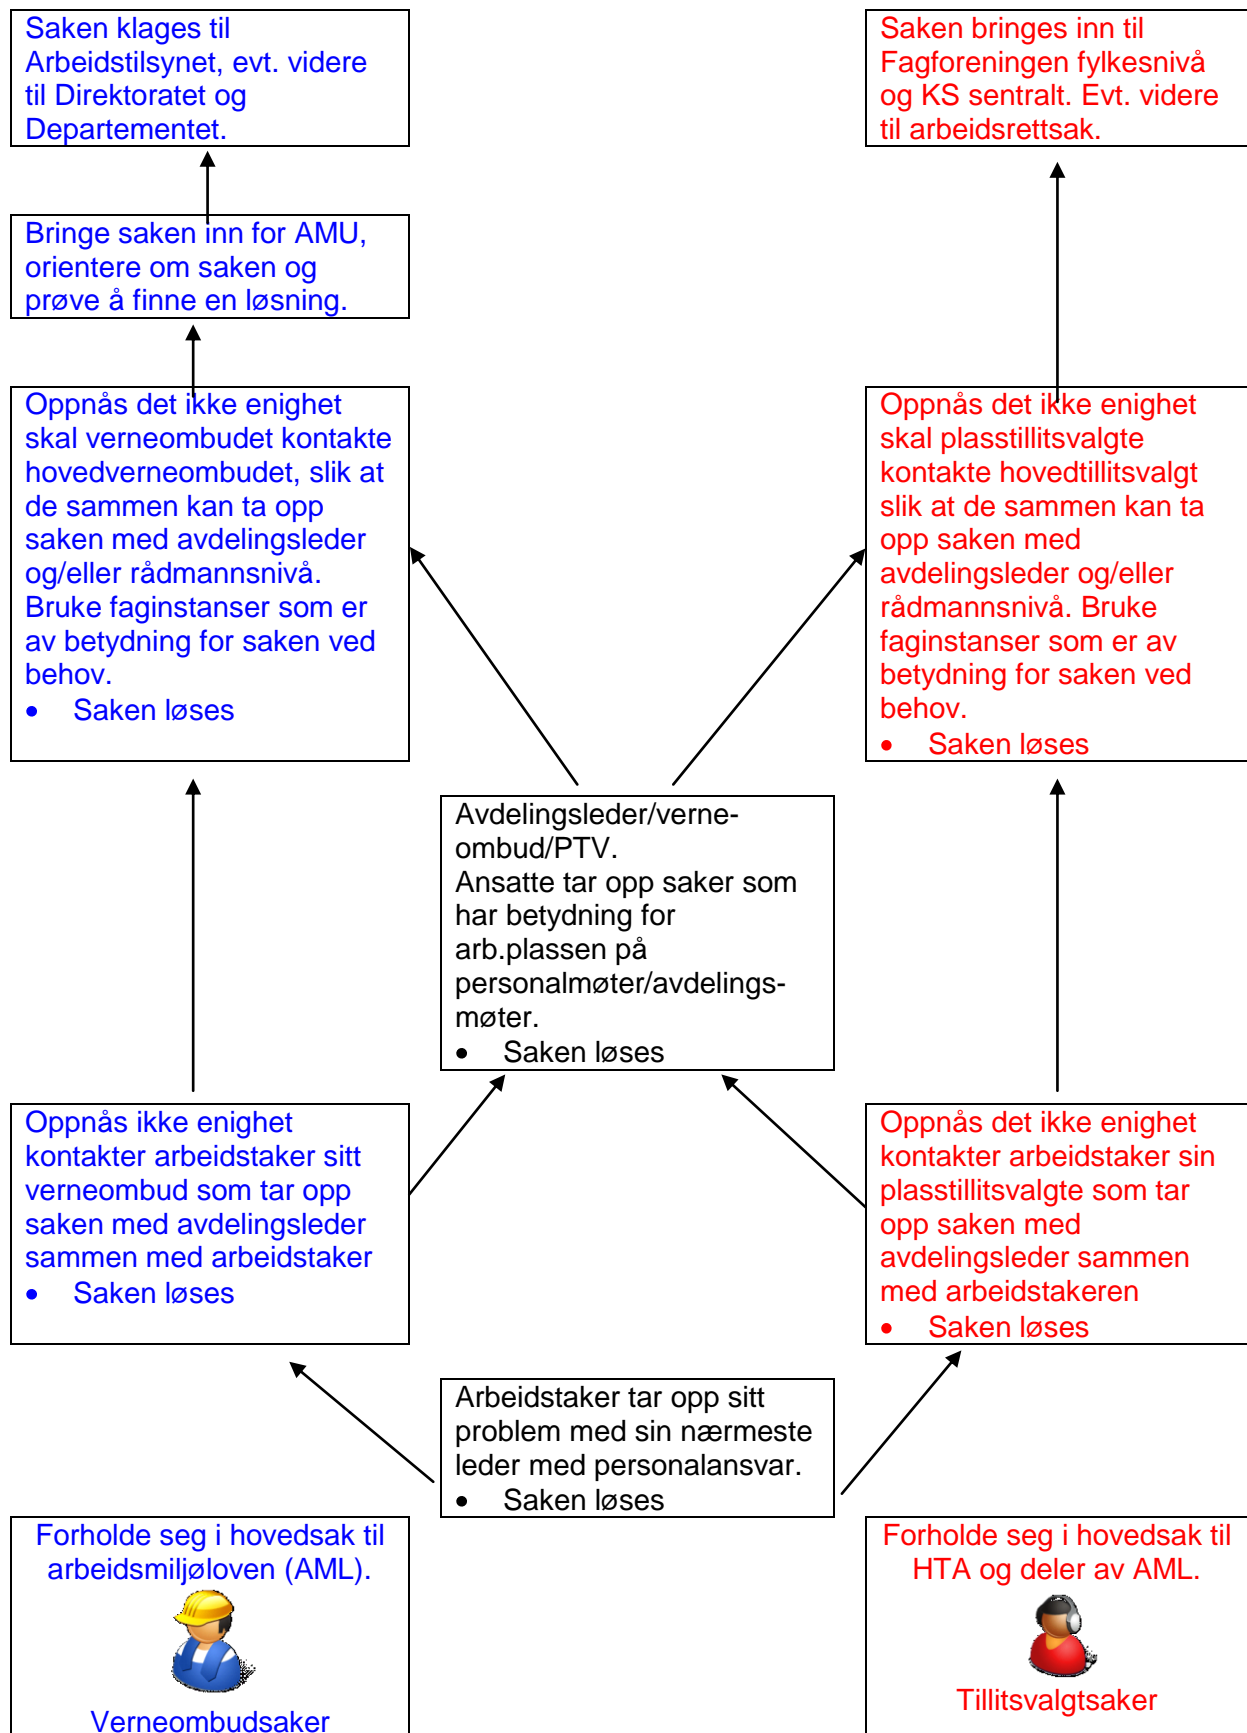 Saken klages til
Arbeidstilsynet, evt. videre
til Direktoratet og
Departementet.
Saken bringes inn til
Fagforeningen fylkesnivå
og KS sentralt. Evt. videre
til arbeidsrettsak.
Bringe saken inn for AMU,
orientere om saken og
prøve å finne en løsning.
Oppnås det ikke enighet
skal verneombudet kontakte
hovedverneombudet, slik at
de sammen kan ta opp
saken med avdelingsleder
og/eller rådmannsnivå.
Bruke faginstanser som er
av betydning for saken ved
behov.
• Saken løses
Oppnås det ikke enighet
skal plasstillitsvalgte
kontakte hovedtillitsvalgt
slik at de sammen kan ta
opp saken med
avdelingsleder og/eller
rådmannsnivå. Bruke
faginstanser som er av
betydning for saken ved
behov.
• Saken løses
Avdelingsleder/verne-
ombud/PTV.
Ansatte tar opp saker som
har betydning for
arb.plassen på
personalmøter/avdelings-
møter.
• Saken løses
Oppnås ikke enighet
kontakter arbeidstaker sitt
verneombud som tar opp
saken med avdelingsleder
sammen med arbeidstaker
• Saken løses
Oppnås det ikke enighet
kontakter arbeidstaker sin
plasstillitsvalgte som tar
opp saken med
avdelingsleder sammen
med arbeidstakeren
• Saken løses
Arbeidstaker tar opp sitt
problem med sin nærmeste
leder med personalansvar.
• Saken løses
Forholde seg i hovedsak til
arbeidsmiljøloven (AML).
Verneombudsaker
Forholde seg i hovedsak til
HTA og deler av AML.
Tillitsvalgtsaker